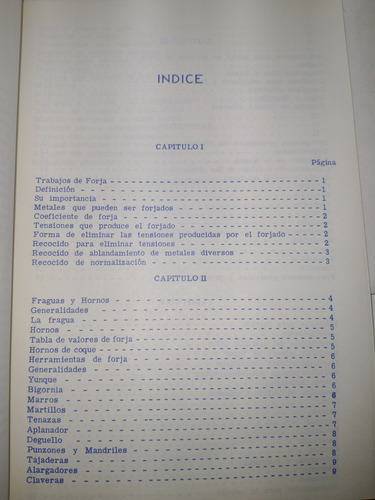 INDICE
CAPITULO I
Página
Trabajos de Forja - - - - - - - - - - - - - - - - 1
Definición - - - - - - - - - - - - - - - - - - 1
Su importancia - - - - - - - - - - - - - - - - - 1
Metales que pueden ser forjados - - - - - - - - - - - 1
Coeficiente de forja - - - - - - - - - - - - - - - 2
Tensiones que produce el forjado - - - - - - - - - - 2
Forma de eliminar las tensiones producidas por el forjado - - 2
Recocido para eliminar tensiones - - - - - - - - - - 2
Recocido de ablandamiento de metales diversos - - - - - - 3
Recocido de normalización - - - - - - - - - - - - - 3
CAPITULO II
Fraguas y Hornos - - - - - - - - - - - - - - - - 4
Generalidades - - - - - - - - - - - - - - - - - 4
La fragua - - - - - - - - - - - - - - - - - - 4
Hornos - - - - - - - - - - - - - - - - - - - 5
Tabla de valores de forja - - - - - - - - - - - - - 5
Hornos de coque - - - - - - - - - - - - - - - - 5
Herramientas de forja - - - - - - - - - - - - - - 6
Generalidades - - - - - - - - - - - - - - - - - 6
Yunque - - - - - - - - - - - - - - - - - - - 6
Bigornia - - - - - - - - - - - - - - - - - - - 6
Marros - - - - - - - - - - - - - - - - - - - 6
Martillos - - - - - - - - - - - - - - - - - - 7
Tenazas - - - - - - - - - - - - - - - - - - - 7
Aplanador - - - - - - - - - - - - - - - - - - 7
Deguello - - - - - - - - - - - - - - - - - - - 8
Punzones y Mandriles - - - - - - - - - - - - - - - 8
Tajaderas - - - - - - - - - - - - - - - - - - 8
Alargadores - - - - - - - - - - - - - - - - - - 9
Claveras - - - - - - - - - - - - - - - - - - - 9